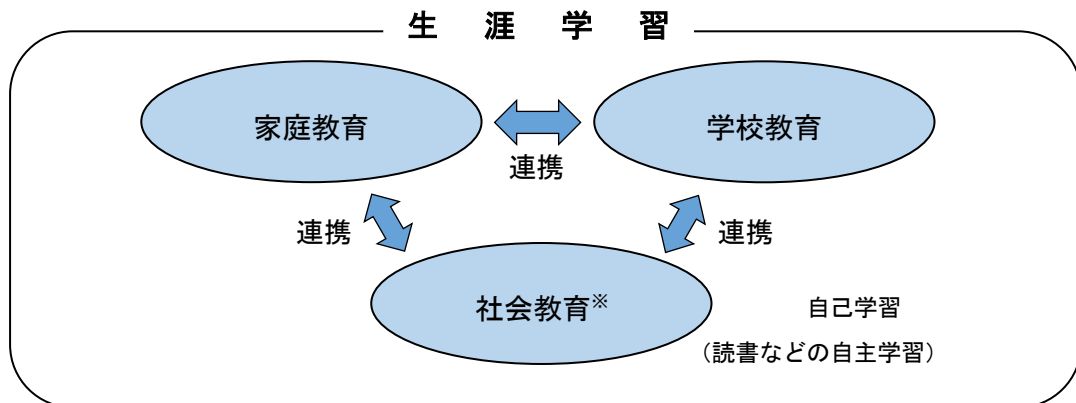 生涯学習
家庭教育
学校教育
連携
連携
連携
社会教育※
自己学習
（読書などの自主学習）